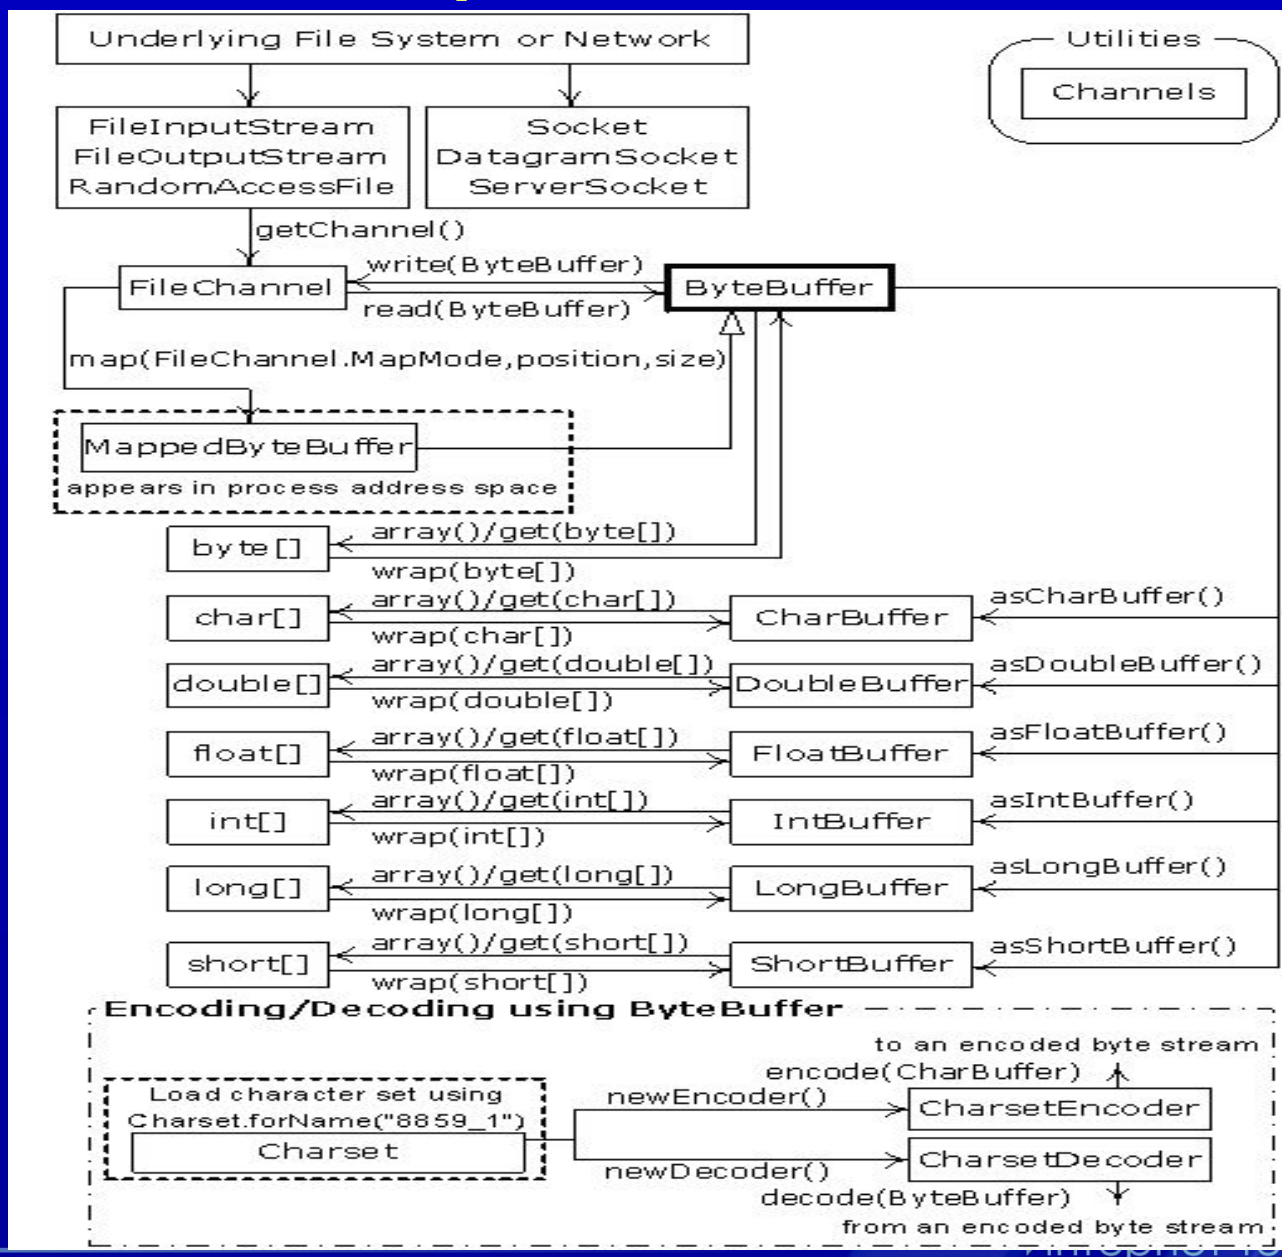 Underlying File System or Network
Utilities
Channels
FileInputStream
FileOutputStream
RandomAccessFile
Socket
DatagramSocket
ServerSocket
getChannel()
FileChannel
write(ByteBuffer)
read(ByteBuffer)
ByteBuffer
map(FileChannel.MapMode,position,size)
MappedByteBuffer
appears in process address space
byte[]
array()/get(byte[])
wrap(byte[])
char[]
array()/get(char[])
wrap(char[])
CharBuffer
asCharBuffer()
double[]
array()/get(double[])
wrap(double[])
DoubleBuffer
asDoubleBuffer()
float[]
array()/get(float[])
wrap(float[])
FloatBuffer
asFloatBuffer()
int[]
array()/get(int[])
wrap(int[])
IntBuffer
asIntBuffer()
long[]
array()/get(long[])
wrap(long[])
LongBuffer
asLongBuffer()
short[]
array()/get(short[])
wrap(short[])
ShortBuffer
asShortBuffer()
Encoding/Decoding using ByteBuffer
to an encoded byte stream
encode(CharBuffer)
Load character set using
Charset.forName("8859_1")
Charset
newEncoder()
CharsetEncoder
newDecoder()
CharsetDecoder
decode(ByteBuffer)
from an encoded byte stream